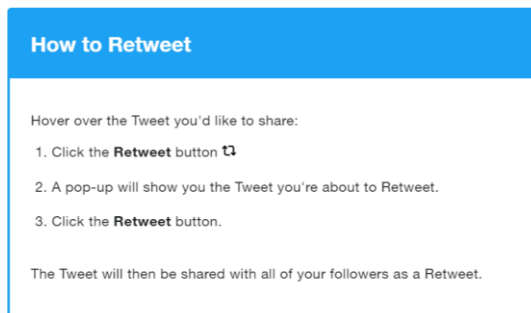 How to Retweet
Hover over the Tweet you'd like to share:
1. Click the Retweet button
2. A pop-up will show you the Tweet you're about to Retweet.
3. Click the Retweet button.
The Tweet will then be shared with all of your followers as a Retweet.